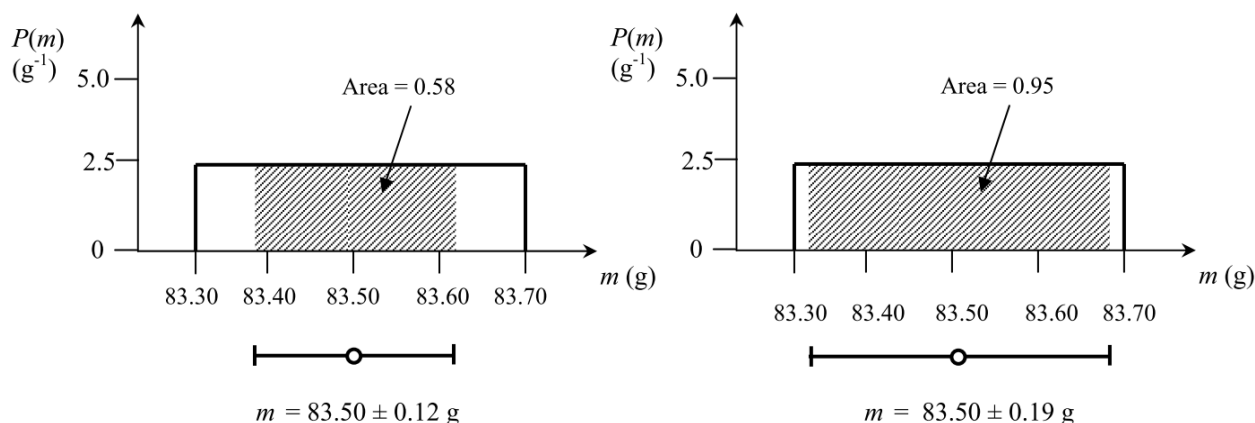 P(m)
(g⁻¹)
5.0
2.5
0
Area = 0.58
83.30 83.40 83.50 83.60 83.70
m (g)
m = 83.50 ± 0.12 g
P(m)
(g⁻¹)
5.0
2.5
0
Area = 0.95
83.30 83.40 83.50 83.60 83.70
m (g)
m = 83.50 ± 0.19 g